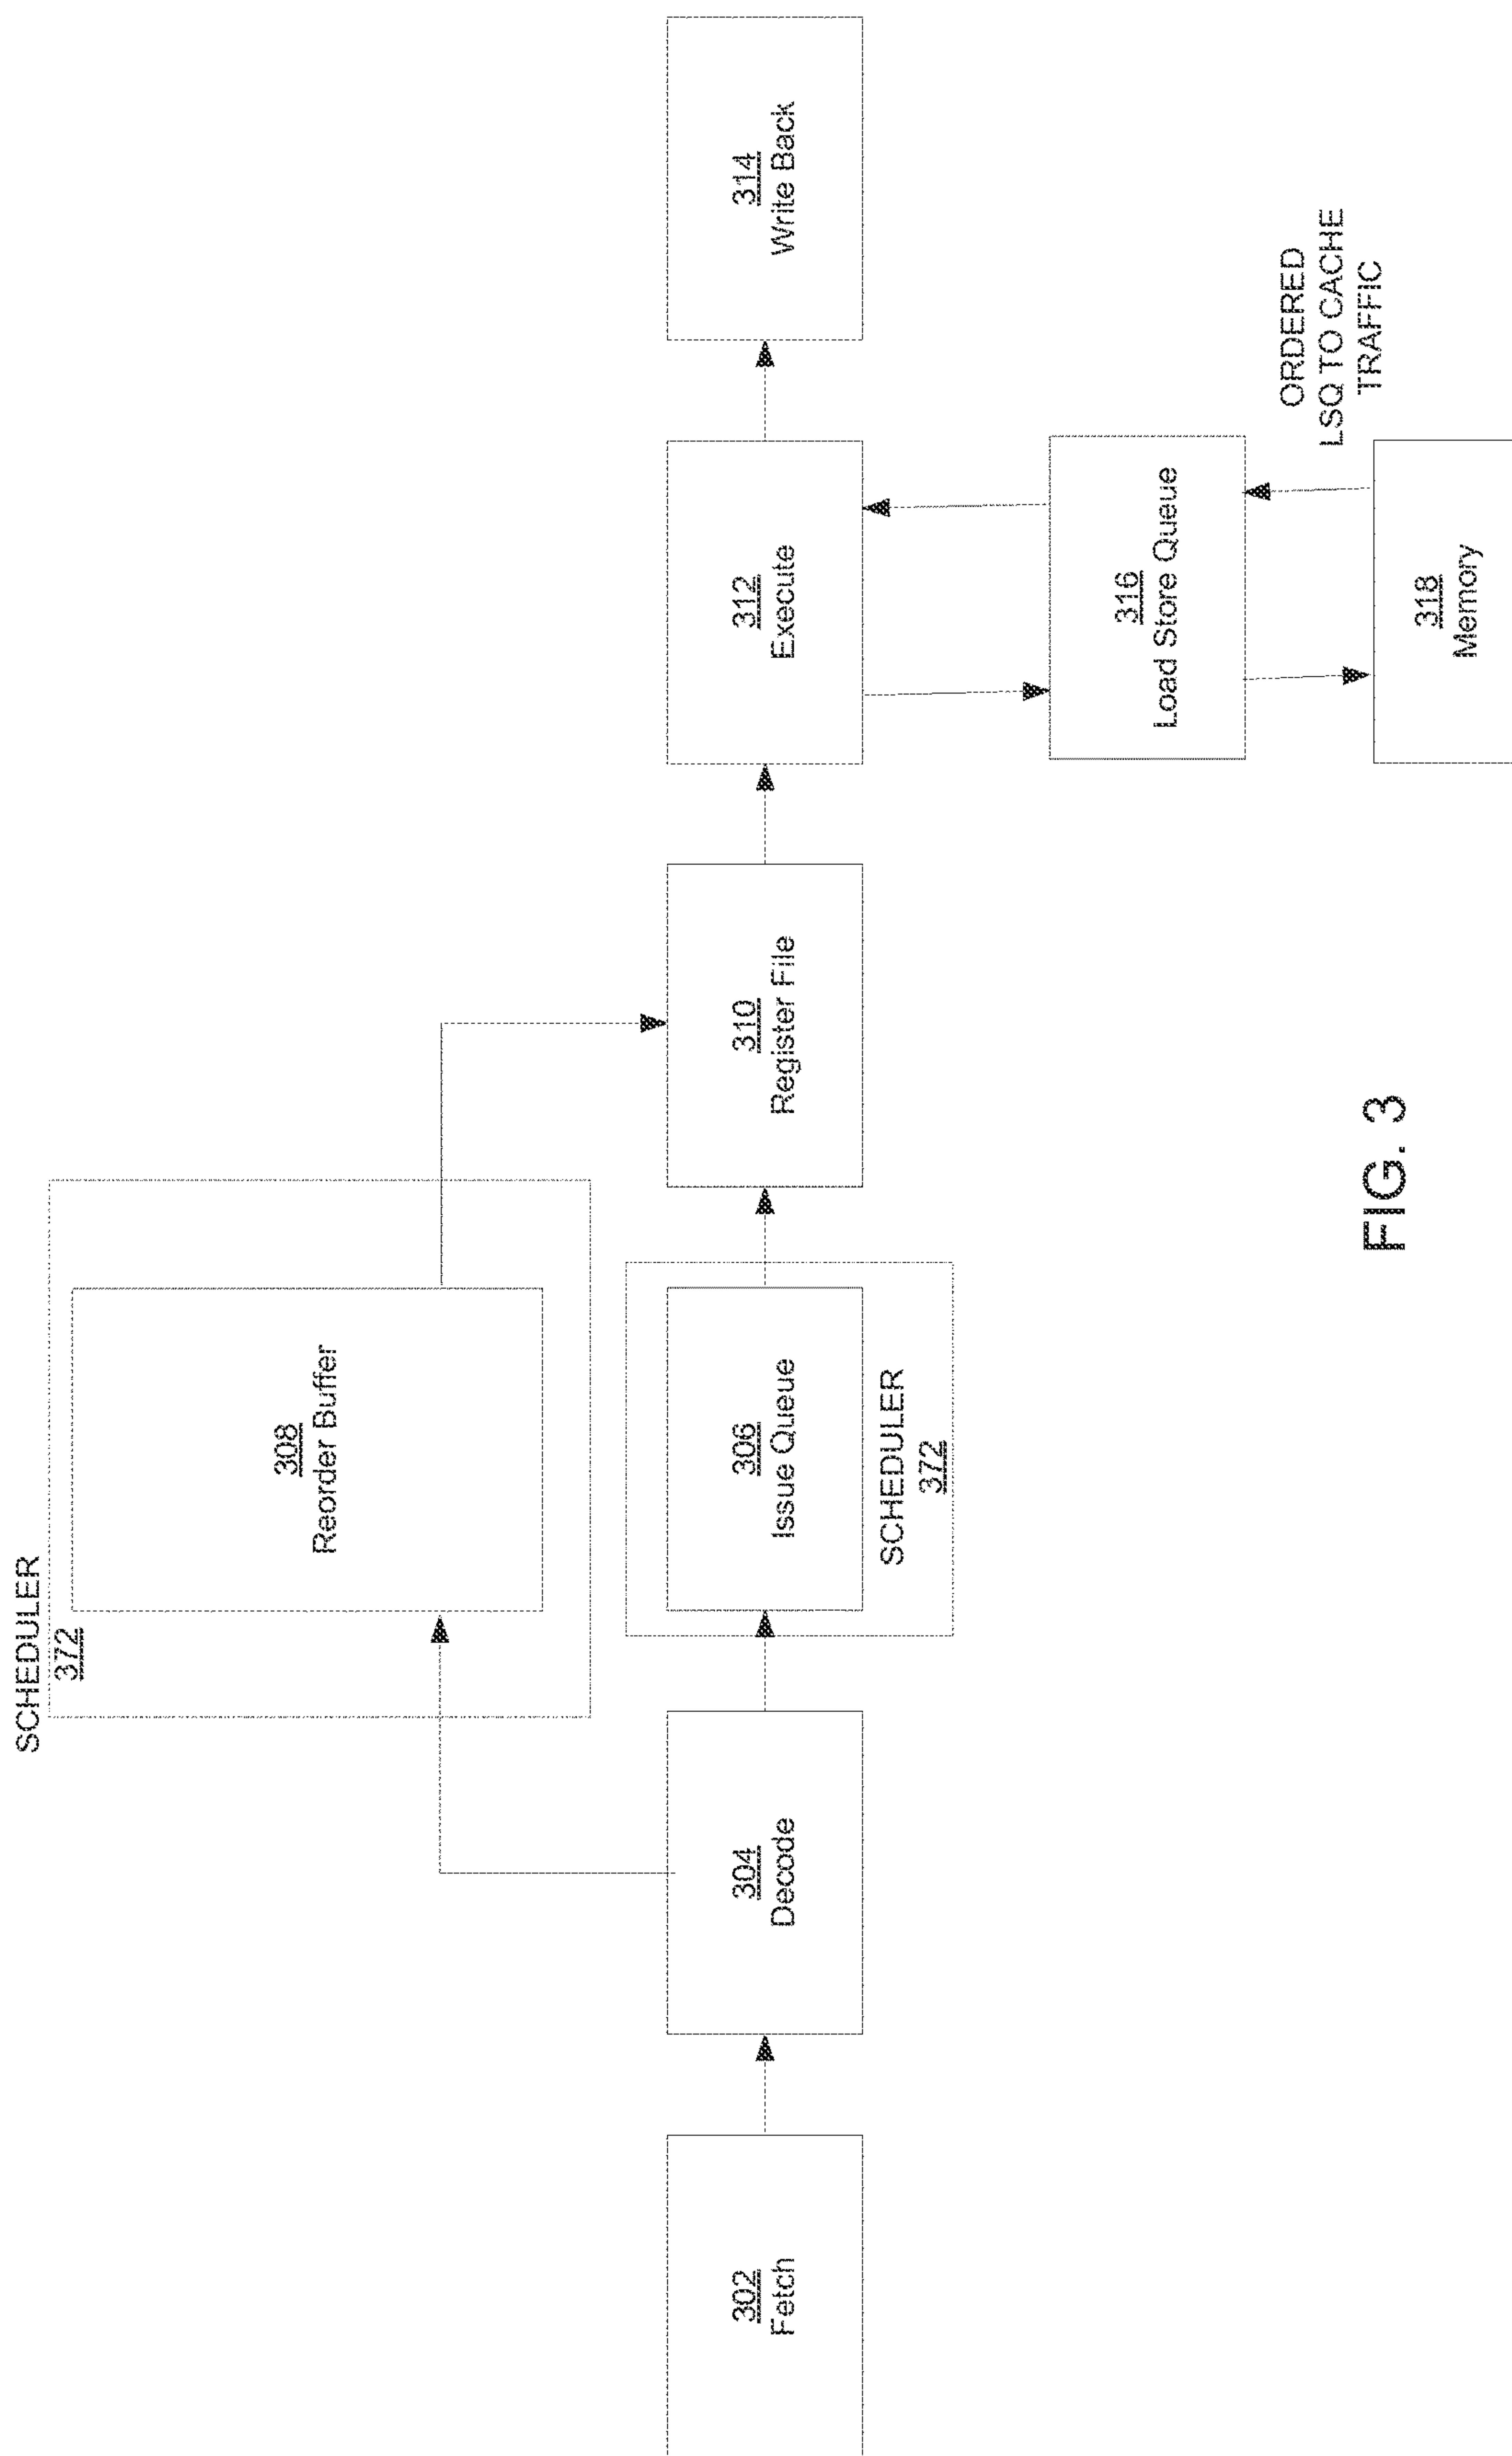 SCHEDULER
372
308
Reorder Buffer
302
Fetch
304
Decode
306
Issue Queue
SCHEDULER
372
310
Register File
312
Execute
314
Write Back
316
Load Store Queue
ORDERED
LSQ TO CACHE
TRAFFIC
318
Memory
FIG. 3